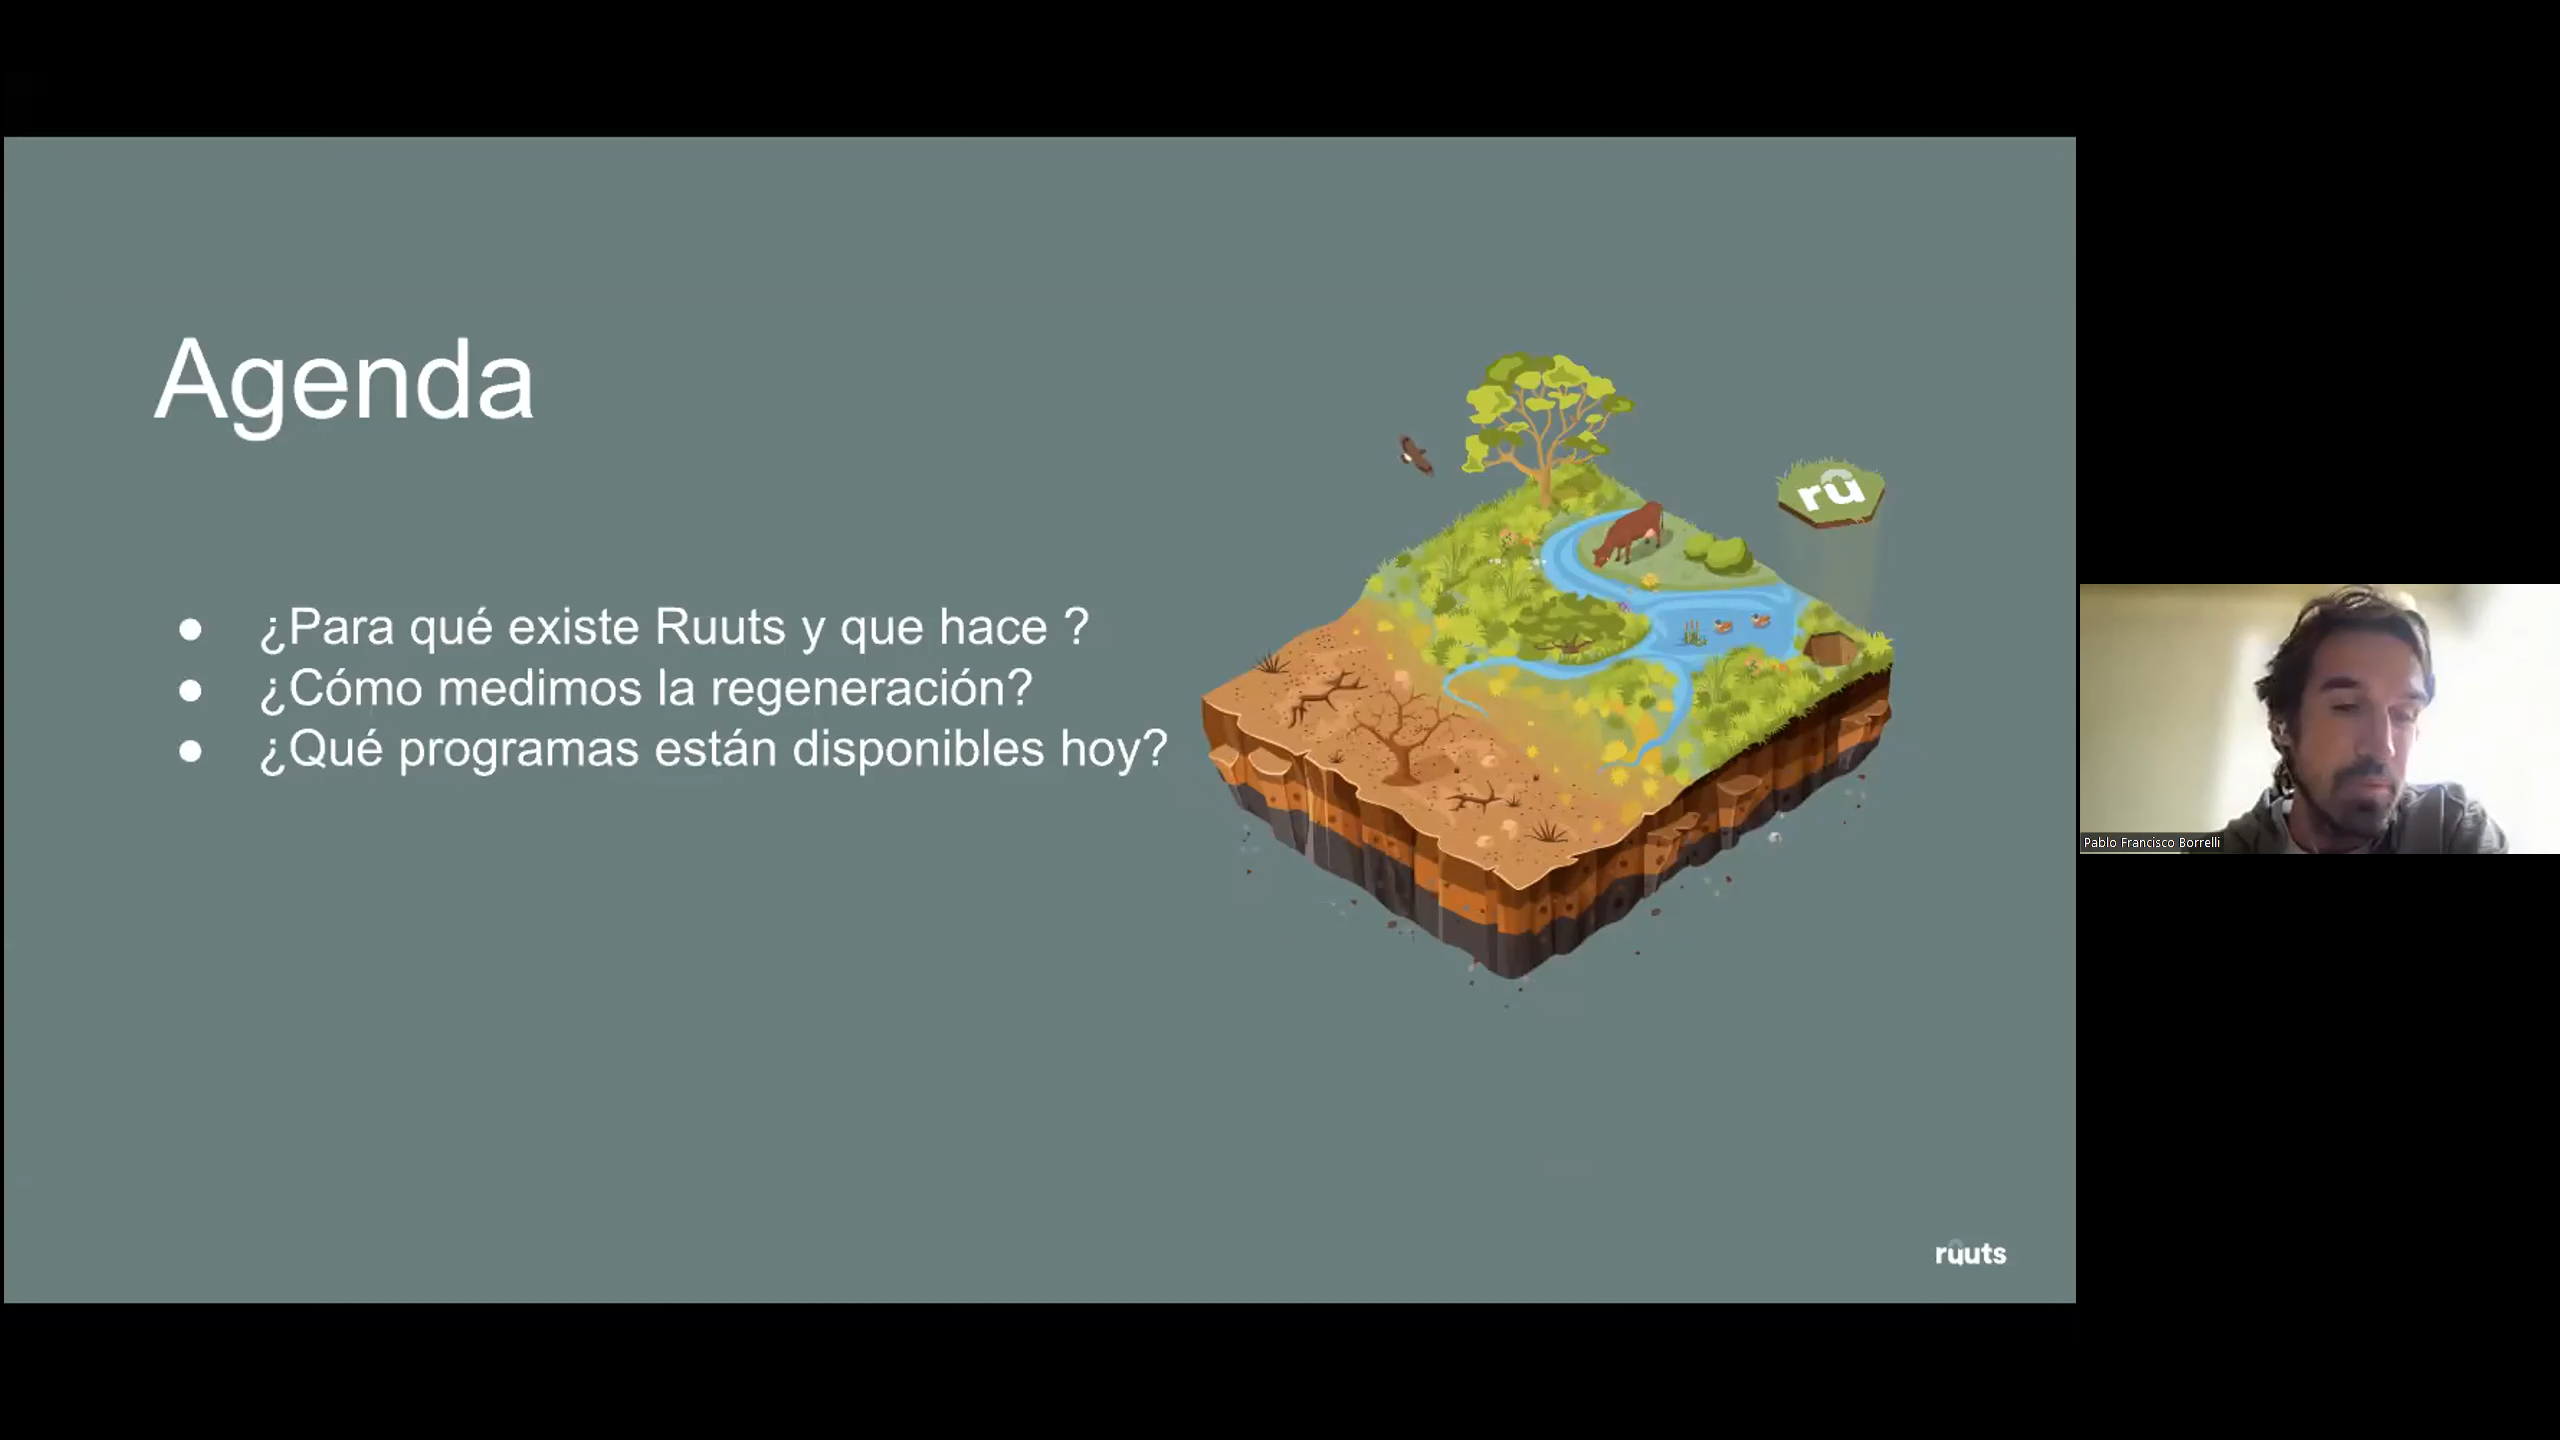 Agenda
● ¿Para qué existe Ruuts y que hace ?
● ¿Cómo medimos la regeneración?
● ¿Qué programas están disponibles hoy?
ru
Pablo Francisco Borrelli
ruuts